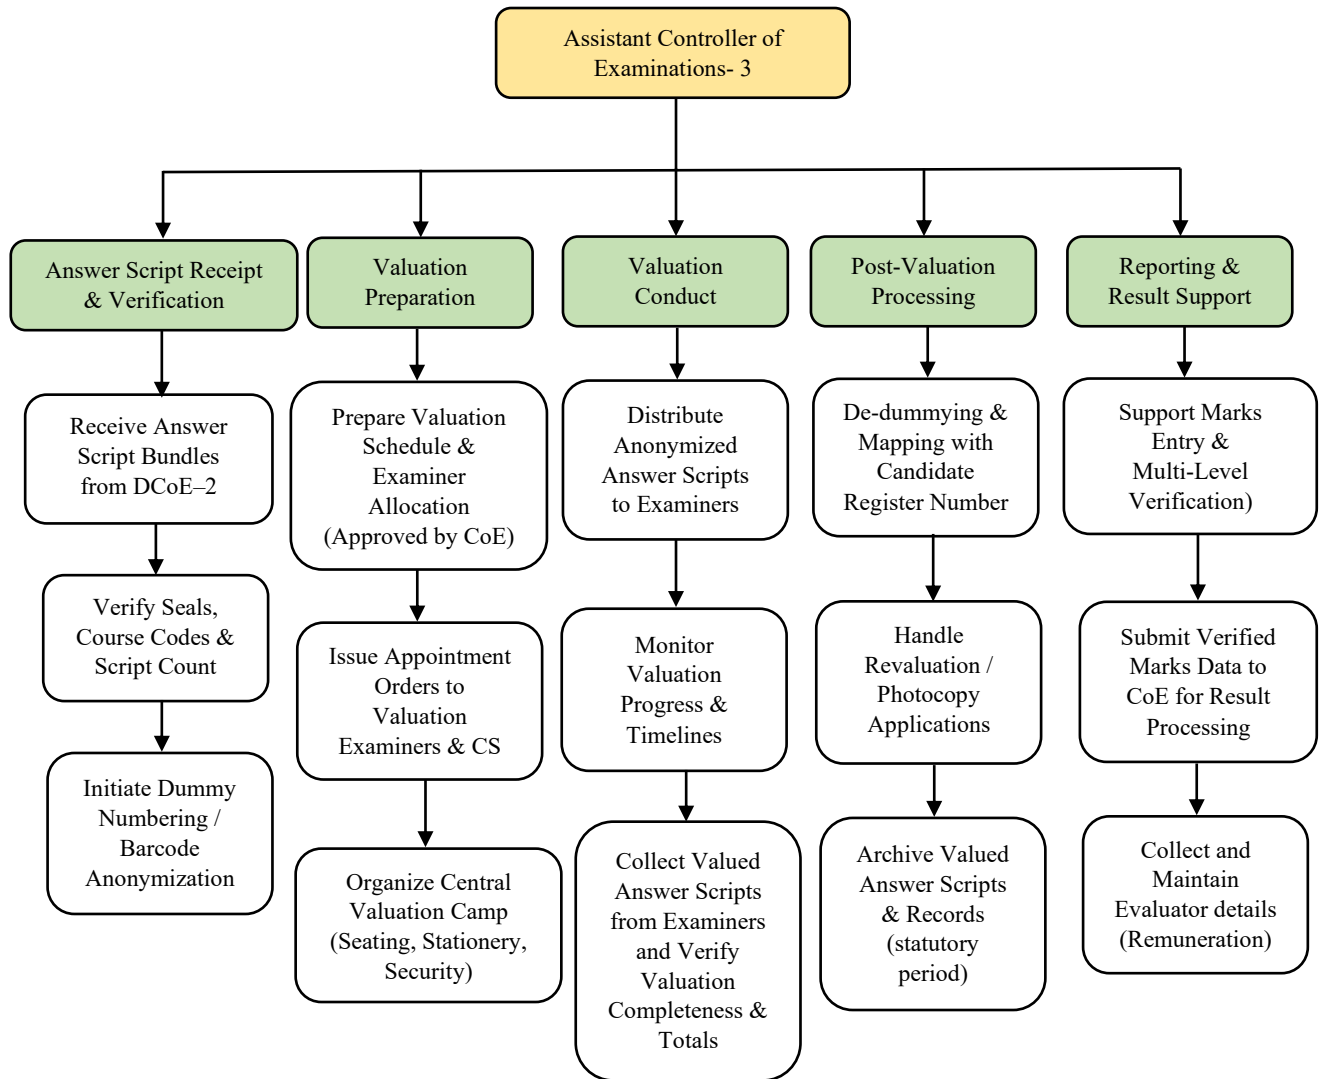 Assistant Controller of
Examinations- 3
Answer Script Receipt
& Verification
Valuation
Preparation
Valuation
Conduct
Post-Valuation
Processing
Reporting &
Result Support
Receive Answer
Script Bundles
from DCoE–2
Verify Seals,
Course Codes &
Script Count
Initiate Dummy
Numbering /
Barcode
Anonymization
Prepare Valuation
Schedule &
Examiner
Allocation
(Approved by CoE)
Issue Appointment
Orders to
Valuation
Examiners & CS
Organize Central
Valuation Camp
(Seating, Stationery,
Security)
Distribute
Anonymized
Answer Scripts
to Examiners
Monitor
Valuation
Progress &
Timelines
Collect Valued
Answer Scripts
from Examiners
and Verify
Valuation
Completeness &
Totals
De-dummying &
Mapping with
Candidate
Register Number
Handle
Revaluation /
Photocopy
Applications
Archive Valued
Answer Scripts
& Records
(statutory
period)
Support Marks
Entry &
Multi-Level
Verification)
Submit Verified
Marks Data to
CoE for Result
Processing
Collect and
Maintain
Evaluator details
(Remuneration)